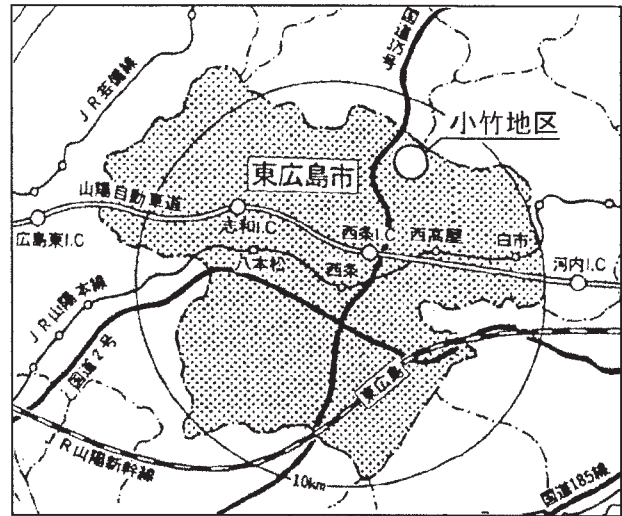 国道375号
JR芸備線
小竹地区
東広島市
山陽自動車道
広島東I.C
志和I.C
西条I.C
西高屋
白市
河内I.C
八本松
西条
JR山陽本線
国道2号
東広島
JR山陽新幹線
10km
国道185線